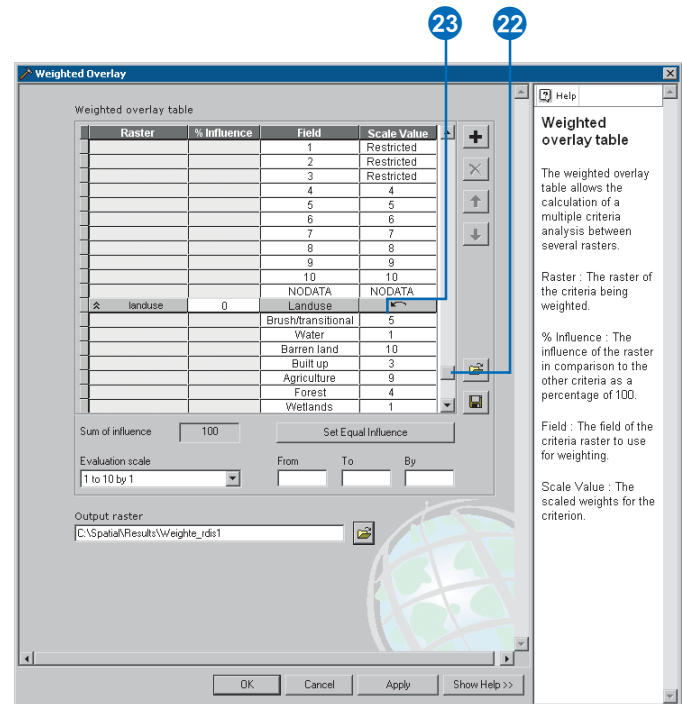 23 22
Weighted Overlay
Weighted overlay table
Raster % Influence Field Scale Value
1 Restricted
2 Restricted
3 Restricted
4 4
5 5
6 6
7 7
8 8
9 9
10 10
NODATA NODATA
landuse 0 Landuse
Brush/transitional 5
Water 1
Barren land 10
Built up 3
Agriculture 9
Forest 4
Wetlands 1
Sum of influence 100 Set Equal Influence
Evaluation scale From To By
1 to 10 by 1
Output raster
C:\Spatial\Results\Weighte_rdis1
OK Cancel Apply Show Help >>
Help
Weighted
overlay table
The weighted overlay
table allows the
calculation of a
multiple criteria
analysis between
several rasters.
Raster : The raster of
the criteria being
weighted.
% Influence : The
influence of the raster
in comparison to the
other criteria as a
percentage of 100.
Field : The field of the
criteria raster to use
for weighting.
Scale Value : The
scaled weights for the
criterion.